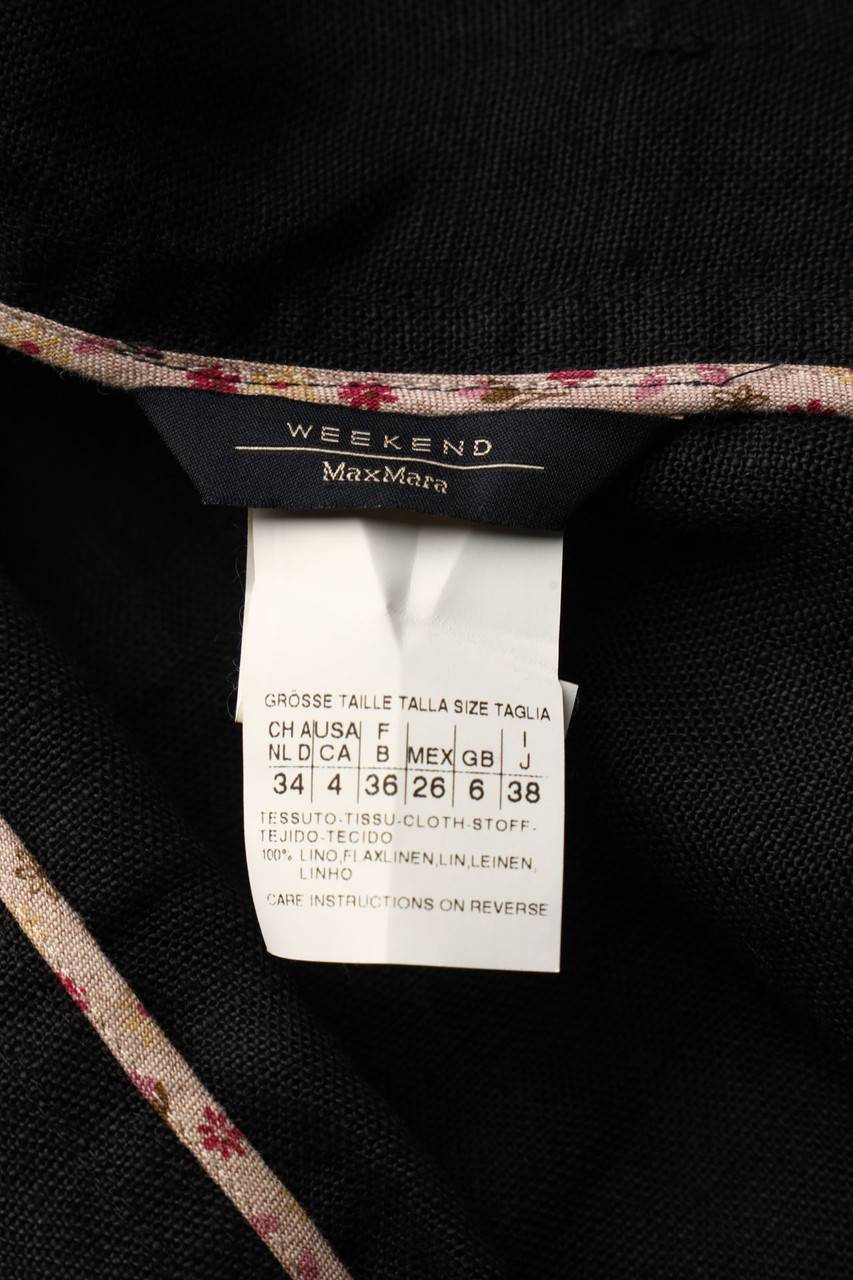 WEEKEND
MaxMara
GRÖSSE TAILLE TALLA SIZE TAGLIA
CH A USA F I
NL D CA B MEX GB J
34 4 36 26 6 38
TESSUTO-TISSU-CLOTH-STOFF-
TEJIDO-TECIDO
100% LINO,FLAXLINEN,LIN,LEINEN,
LINHO
CARE INSTRUCTIONS ON REVERSE